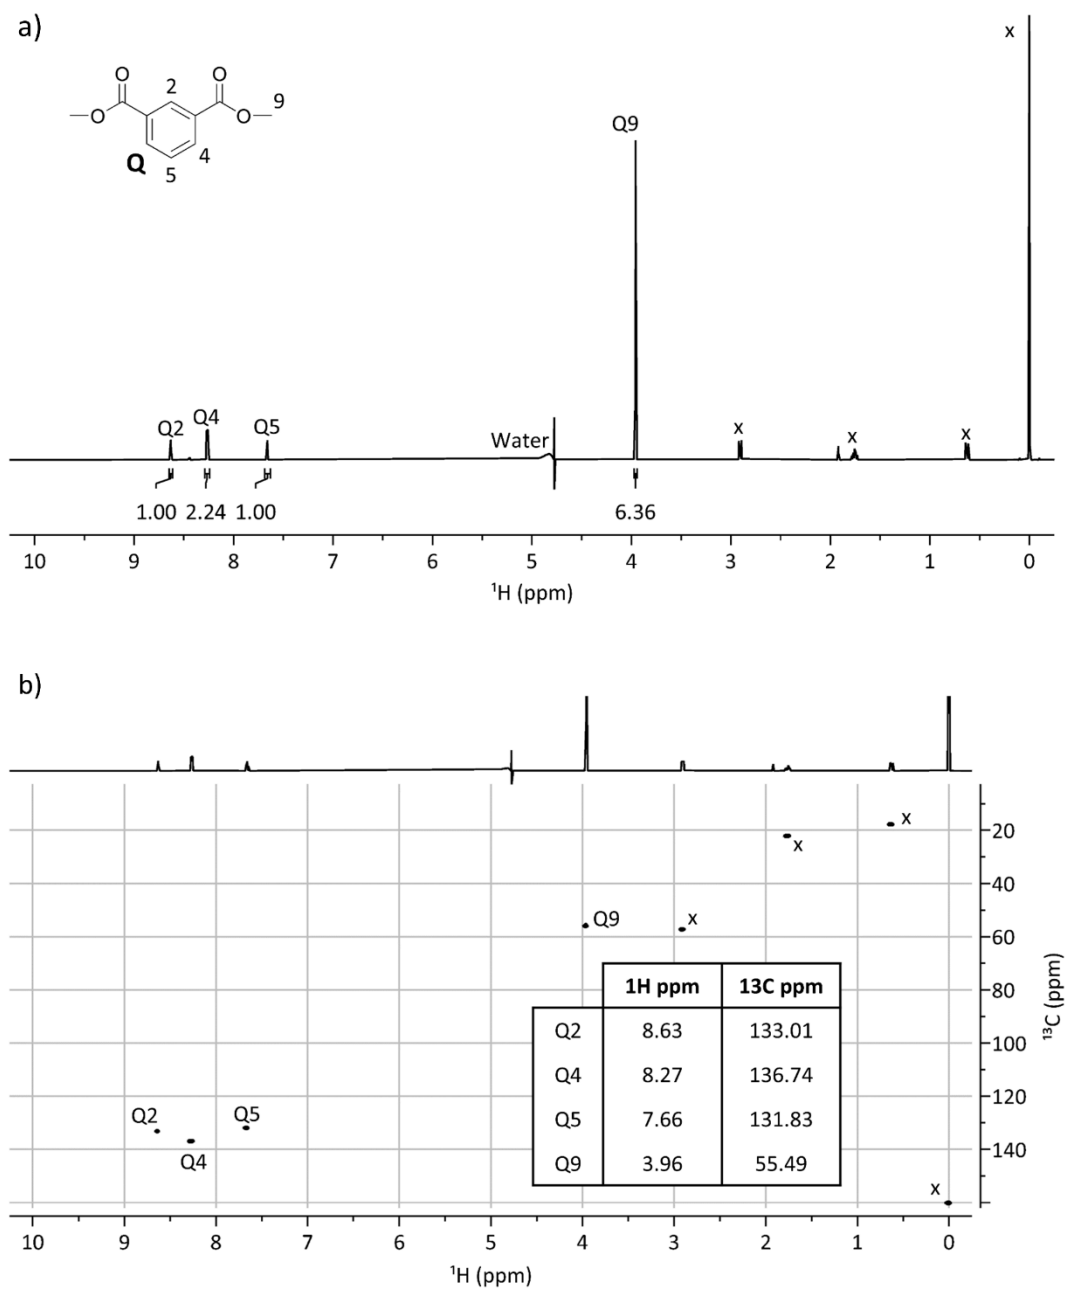 a)
O O
2
O O 9
Q 4
5
x
Q9
Q2 Q4 Q5
Water
x x x
1.00 2.24 1.00 6.36
10 9 8 7 6 5 4 3 2 1 0
¹H (ppm)
b)
x
x
Q9 x
20
40
60
80
100
120
140
¹³C (ppm)
1H ppm 13C ppm
Q2 8.63 133.01
Q4 8.27 136.74
Q5 7.66 131.83
Q9 3.96 55.49
Q2 Q5
Q4
x
10 9 8 7 6 5 4 3 2 1 0
¹H (ppm)